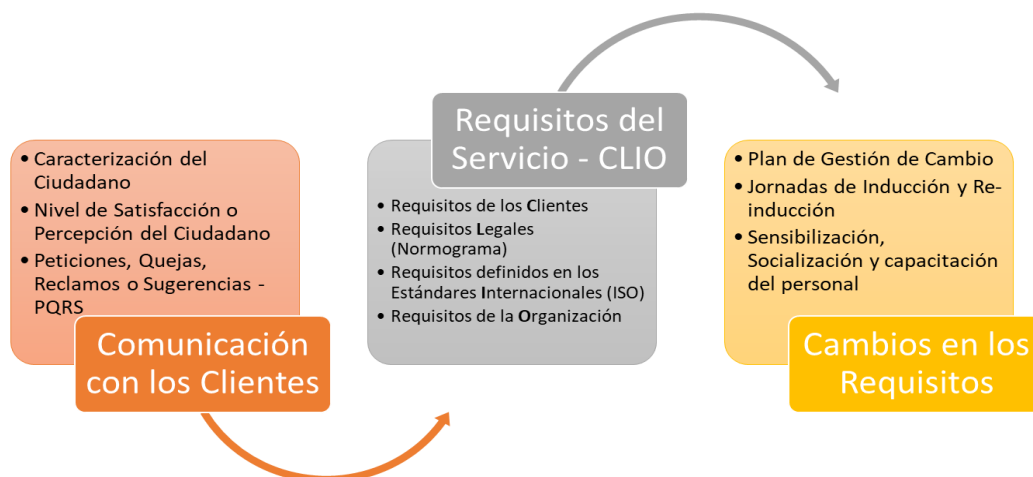 • Caracterización del
Ciudadano
• Nivel de Satisfacción o
Percepción del Ciudadano
• Peticiones, Quejas,
Reclamos o Sugerencias -
PQRS
Comunicación
con los Clientes
Requisitos del
Servicio - CLIO
• Requisitos de los Clientes
• Requisitos Legales
(Normograma)
• Requisitos definidos en los
Estándares Internacionales (ISO)
• Requisitos de la Organización
• Plan de Gestión de Cambio
• Jornadas de Inducción y Re-
inducción
• Sensibilización,
Socialización y capacitación
del personal
Cambios en los
Requisitos